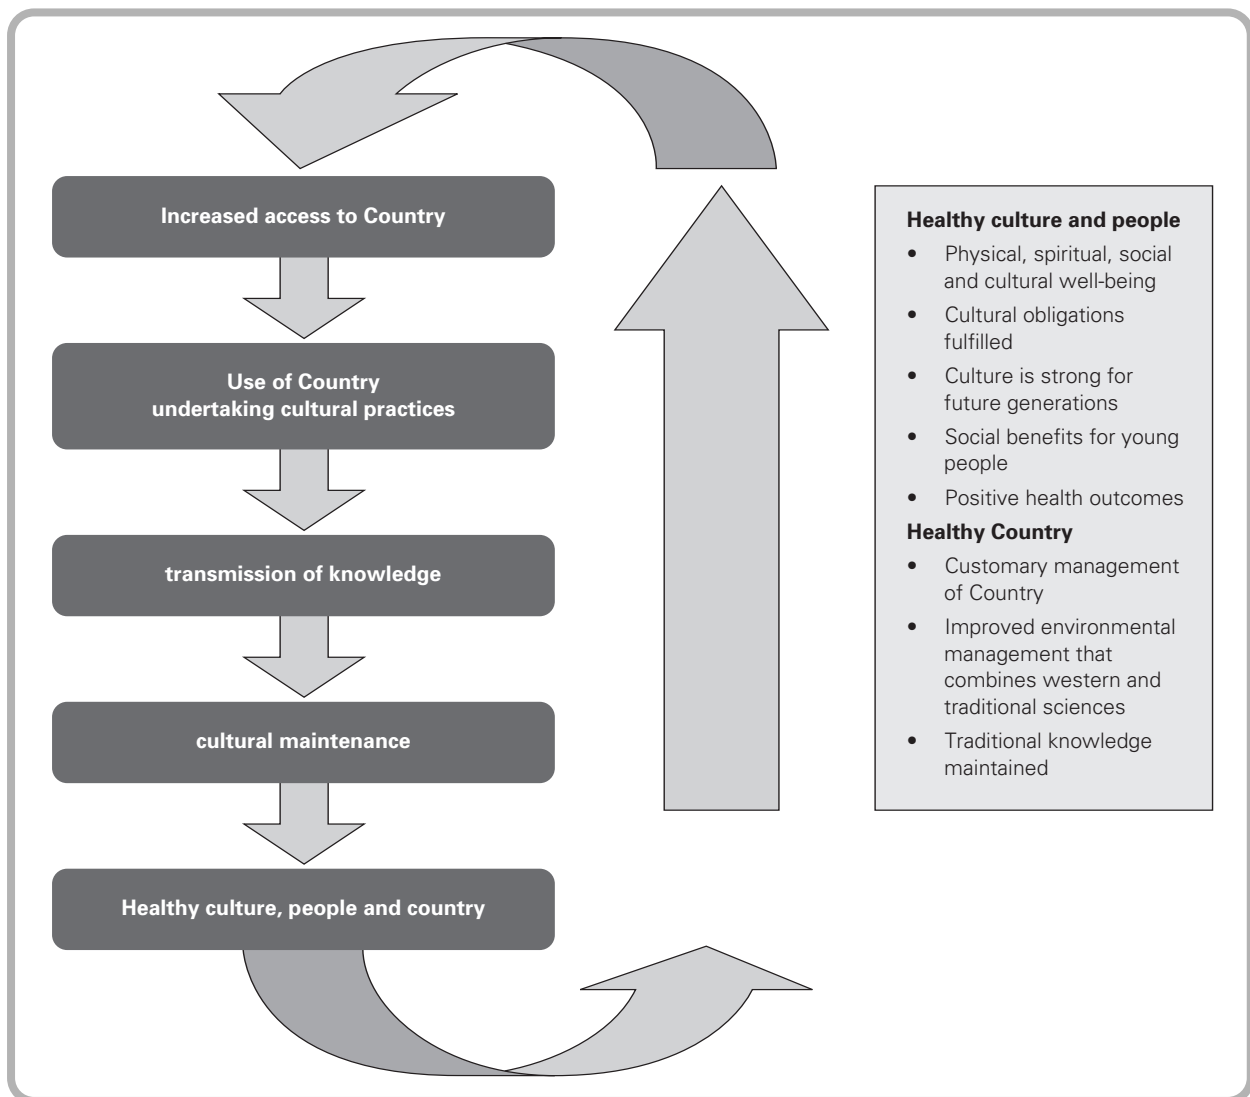 Increased access to Country
Use of Country
undertaking cultural practices
transmission of knowledge
cultural maintenance
Healthy culture, people and country
Healthy culture and people
• Physical, spiritual, social
and cultural well-being
• Cultural obligations
fulfilled
• Culture is strong for
future generations
• Social benefits for young
people
• Positive health outcomes
Healthy Country
• Customary management
of Country
• Improved environmental
management that
combines western and
traditional sciences
• Traditional knowledge
maintained